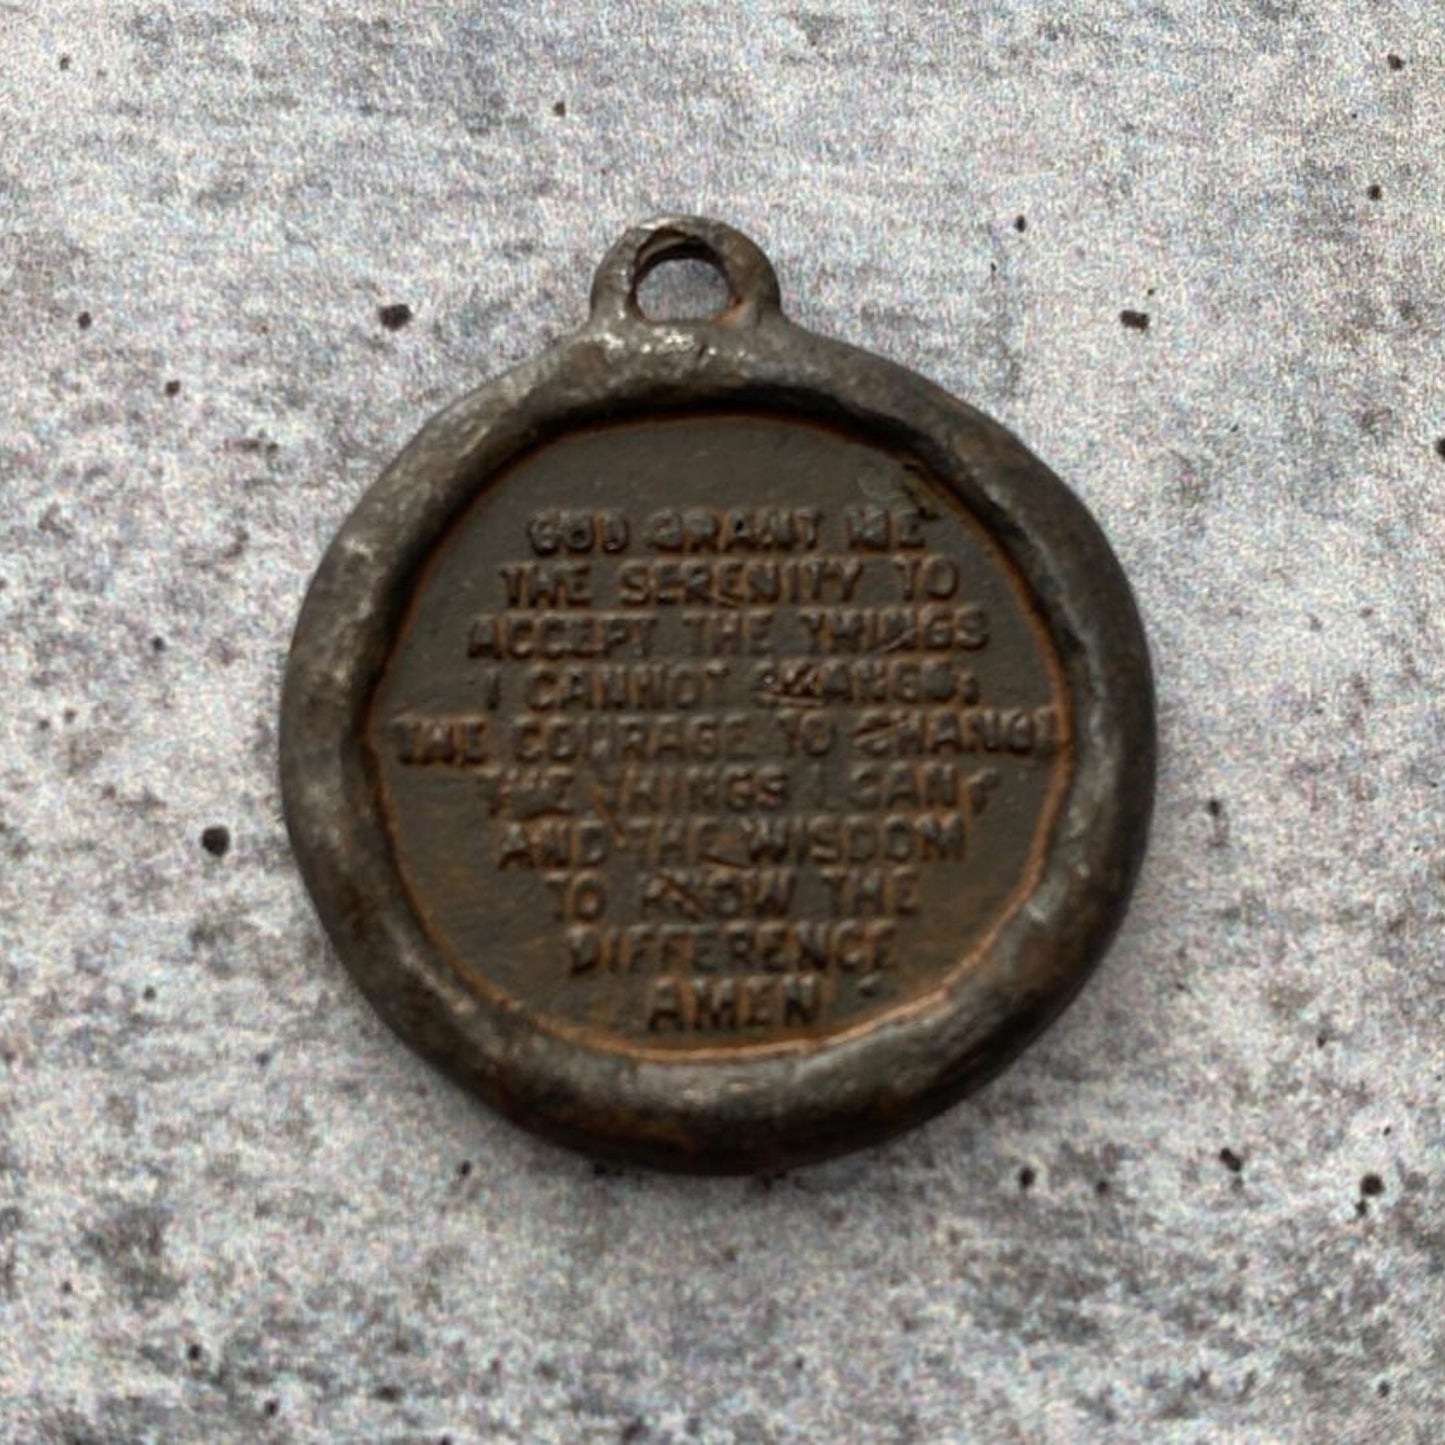 GOD GRANT ME
THE SERENITY TO
ACCEPT THE THINGS
I CANNOT CHANGE;
THE COURAGE TO CHANGE
THE THINGS I CAN;
AND THE WISDOM
TO KNOW THE
DIFFERENCE
AMEN